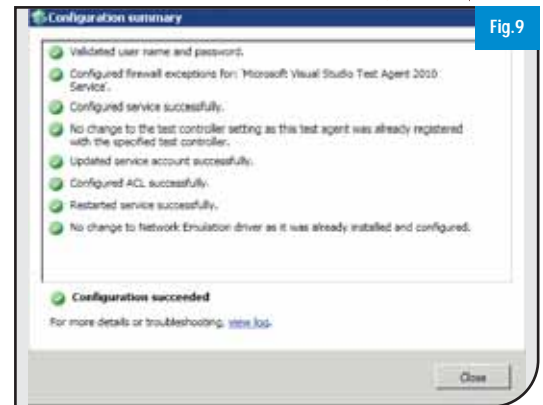 Configuration summary
Fig.9
Validated user name and password.
Configured firewall exceptions for: 'Microsoft Visual Studio Test Agent 2010
Service'.
Configured service successfully.
No change to the test controller setting as this test agent was already registered
with the specified test controller.
Updated service account successfully.
Configured ACL successfully.
Restarted service successfully.
No change to Network Emulation driver as it was already installed and configured.
Configuration succeeded
For more details or troubleshooting, view log.
Close